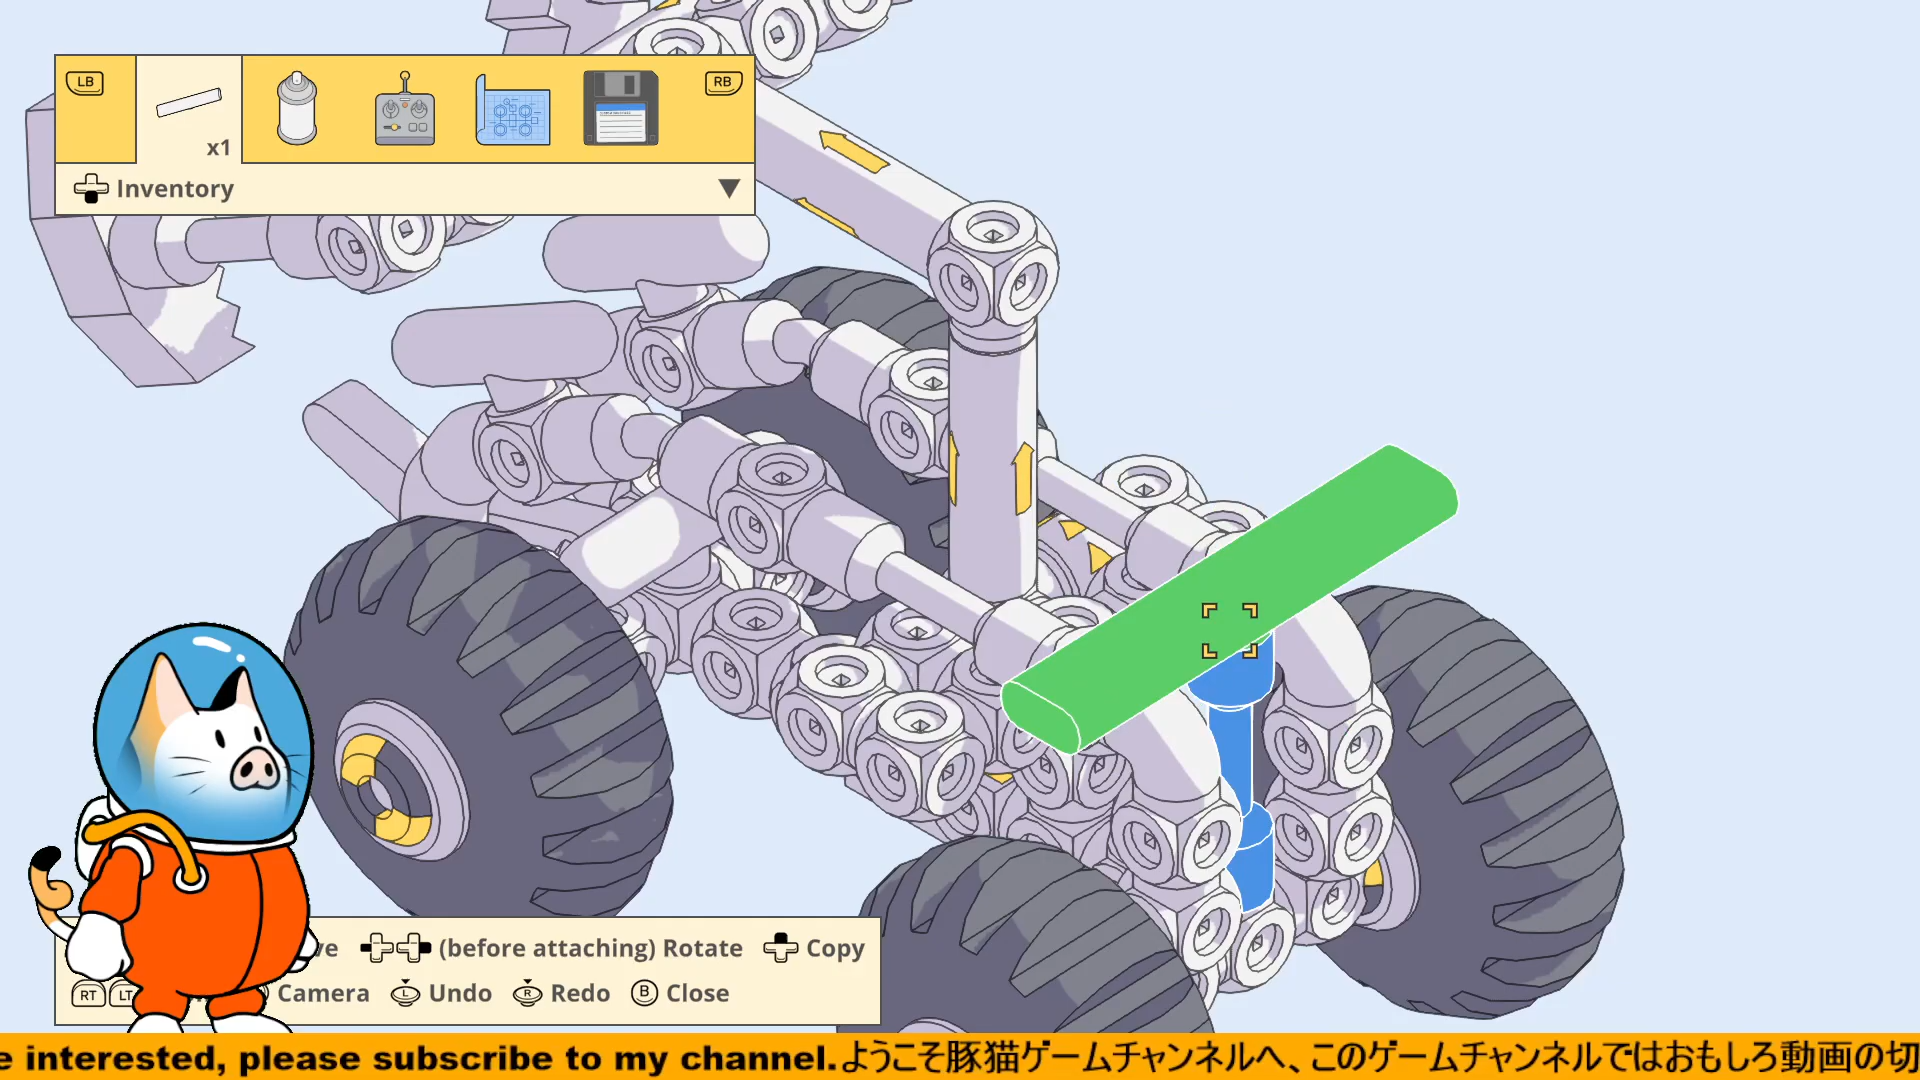 LB
RB
x1
Inventory
ve (before attaching) Rotate Copy
RT LT Camera L Undo R Redo B Close
e interested, please subscribe to my channel.ようこそ豚猫ゲームチャンネルへ、このゲームチャンネルではおもしろ動画の切